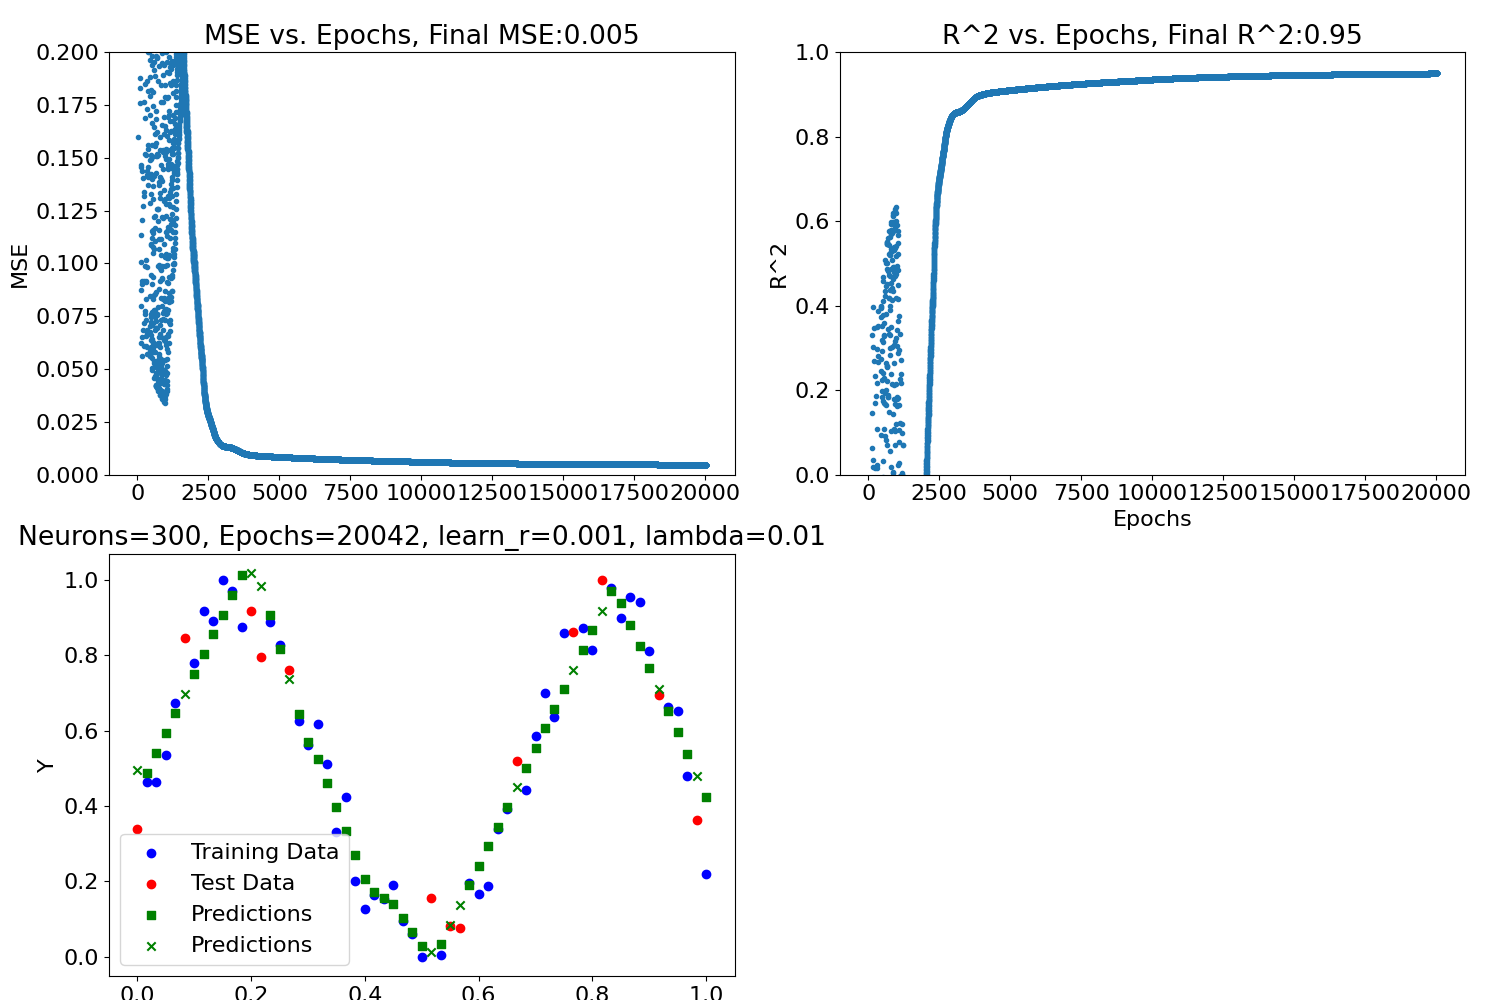 MSE vs. Epochs, Final MSE:0.005
0.200
0.175
0.150
0.125
0.100
0.075
0.050
0.025
0.000
MSE
0 2500 5000 7500 10000 12500 15000 17500 20000
R^2 vs. Epochs, Final R^2:0.95
1.0
0.8
0.6
0.4
0.2
0.0
R^2
0 2500 5000 7500 10000 12500 15000 17500 20000
Epochs
Neurons=300, Epochs=20042, learn_r=0.001, lambda=0.01
1.0
0.8
0.6
0.4
0.2
0.0
Y
Training Data
Test Data
Predictions
Predictions
0.0 0.2 0.4 0.6 0.8 1.0